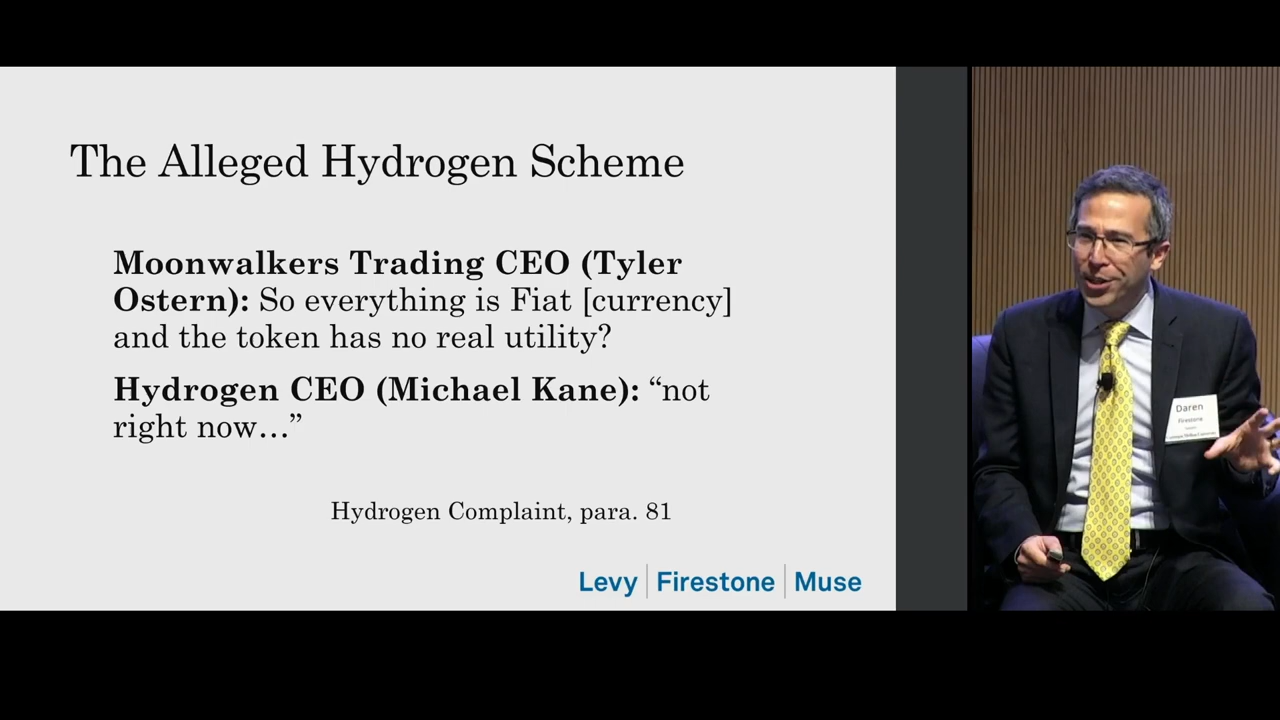 The Alleged Hydrogen Scheme
Moonwalkers Trading CEO (Tyler
Ostern): So everything is Fiat [currency]
and the token has no real utility?
Hydrogen CEO (Michael Kane): “not
right now…”
Hydrogen Complaint, para. 81
Levy | Firestone | Muse
Daren
Firestone